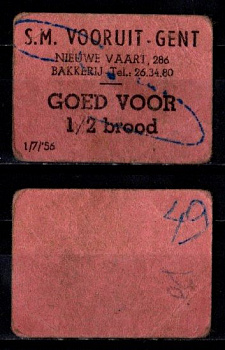 S.M. VOORUIT - GENT
NIEUWE VAART, 286
BAKKERIJ - TeL: 26.34.80
GOED VOOR
1/2 brood
1/7/'56
49